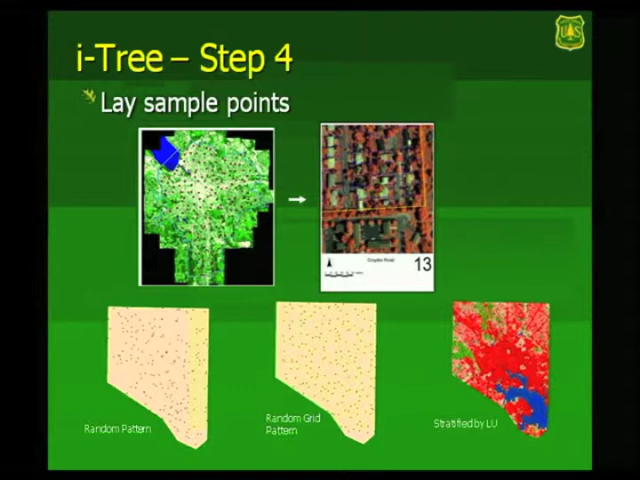 i-Tree – Step 4
Lay sample points
13
Random Pattern
Random Grid
Pattern
Stratified by LU
U S